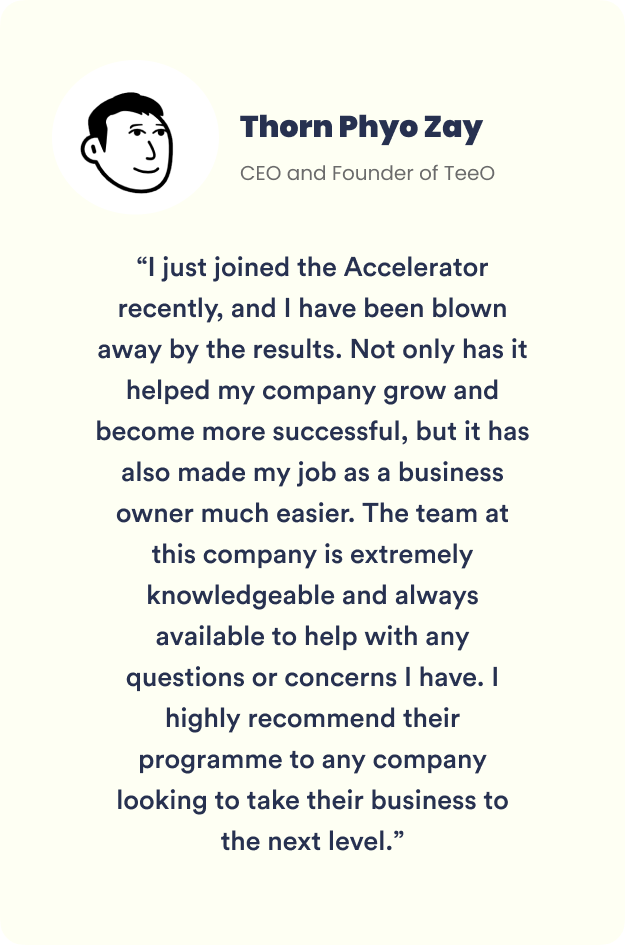 Thorn Phyo Zay
CEO and Founder of TeeO
“I just joined the Accelerator
recently, and I have been blown
away by the results. Not only has it
helped my company grow and
become more successful, but it has
also made my job as a business
owner much easier. The team at
this company is extremely
knowledgeable and always
available to help with any
questions or concerns I have. I
highly recommend their
programme to any company
looking to take their business to
the next level.”